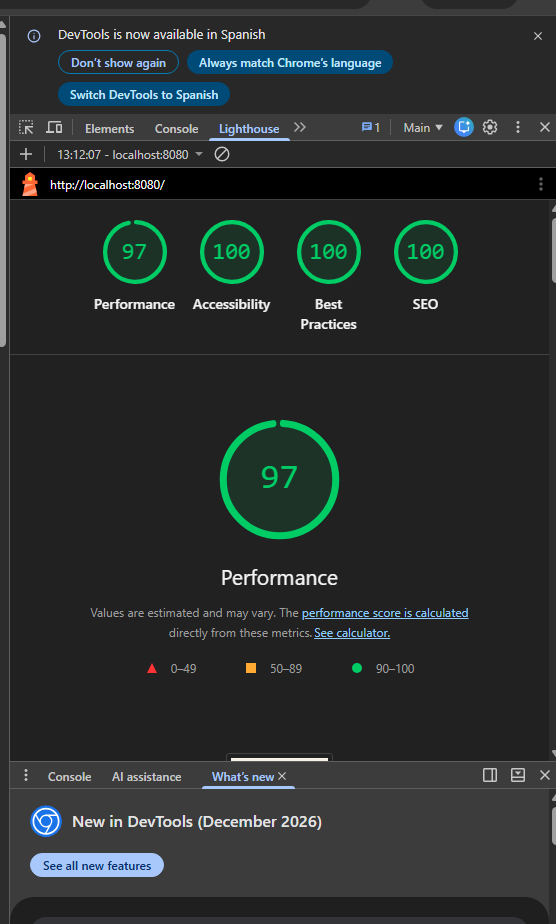 DevTools is now available in Spanish
Don't show again
Always match Chrome's language
Switch DevTools to Spanish
Elements
Console
Lighthouse
1
Main
13:12:07 - localhost:8080
http://localhost:8080/
97
100
100
100
Performance
Accessibility
Best
Practices
SEO
97
Performance
Values are estimated and may vary. The performance score is calculated
directly from these metrics. See calculator.
0–49
50–89
90–100
Console
AI assistance
What's new
New in DevTools (December 2026)
See all new features